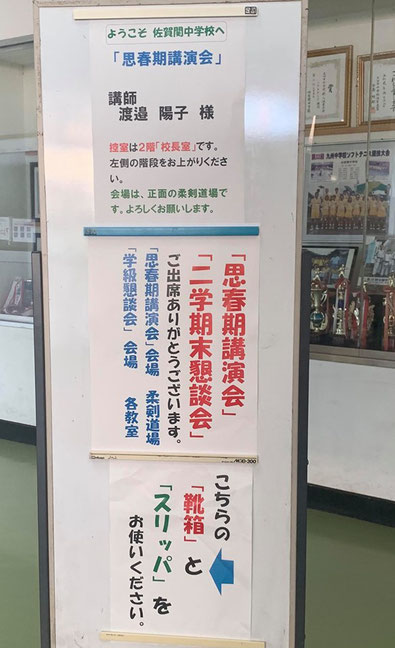 ようこそ 佐賀関中学校へ
「思春期講演会」
講師
渡邉 陽子 様
控室は２階「校長室」です。
左側の階段をお上がりくださ
い。
会場は、正面の柔剣道場で
す。よろしくお願いします。
「思春期講演会」
「二学期末懇談会」
ご出席ありがとうございます。
「思春期講演会」会場 柔剣道場
「学級懇談会」会場 各教室
こちらの
「靴箱」と
「スリッパ」を
お使いください。